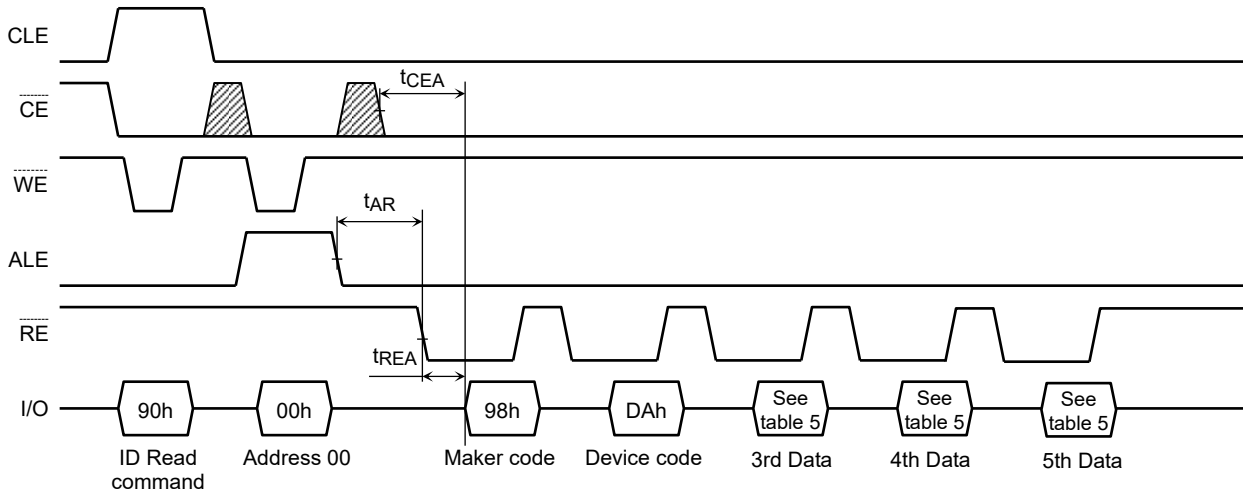 CLE
tCEA
CE
WE
tAR
ALE
RE
tREA
I/O 90h 00h 98h DAh See table 5 See table 5 See table 5
ID Read command Address 00 Maker code Device code 3rd Data 4th Data 5th Data